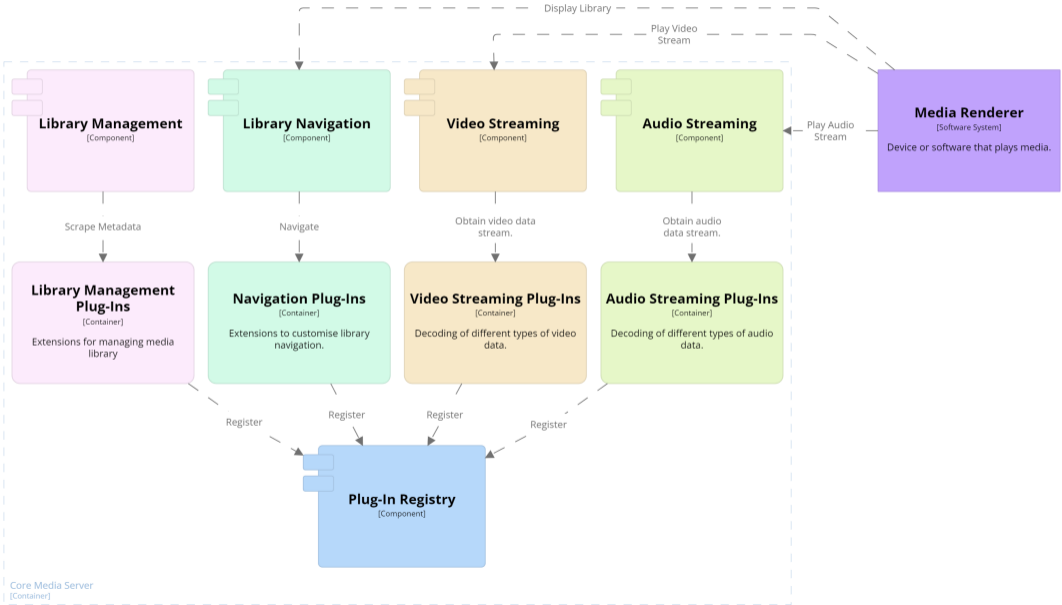 Display Library
Play Video
Stream
Library Management
[Component]
Library Navigation
[Component]
Video Streaming
[Component]
Audio Streaming
[Component]
Play Audio
Stream
Media Renderer
[Software System]
Device or software that plays media.
Scrape Metadata
Navigate
Obtain video data
stream.
Obtain audio
data stream.
Library Management
Plug-Ins
[Container]
Extensions for managing media
library
Navigation Plug-Ins
[Container]
Extensions to customise library
navigation.
Video Streaming Plug-Ins
[Container]
Decoding of different types of video
data.
Audio Streaming Plug-Ins
[Container]
Decoding of different types of audio
data.
Register
Register
Register
Register
Plug-In Registry
[Component]
Core Media Server
[Container]